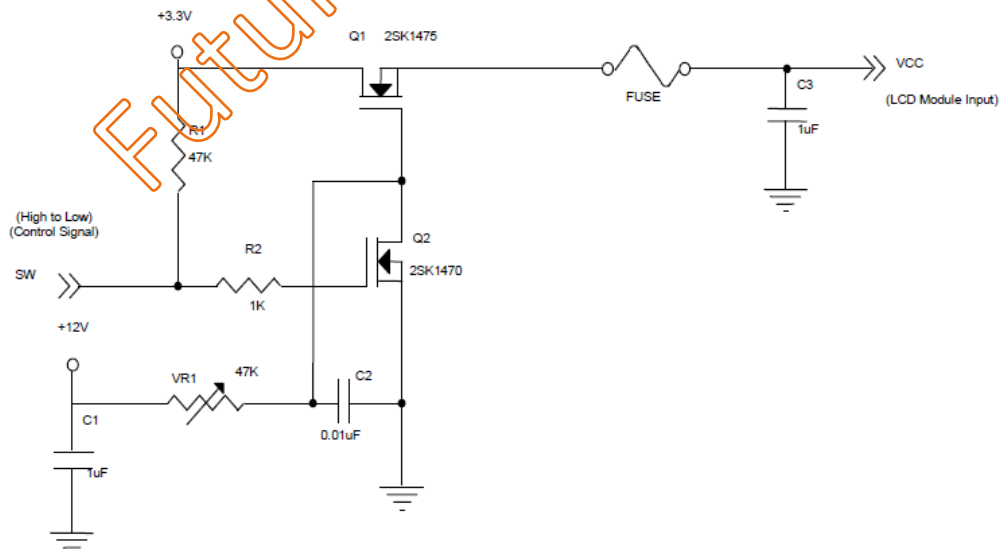 +3.3V
Q1 2SK1475
FUSE
VCC
(LCD Module Input)
C3
1uF
R1
47K
(High to Low)
(Control Signal)
SW
R2
1K
Q2
2SK1470
+12V
VR1
47K
C2
0.01uF
C1
1uF